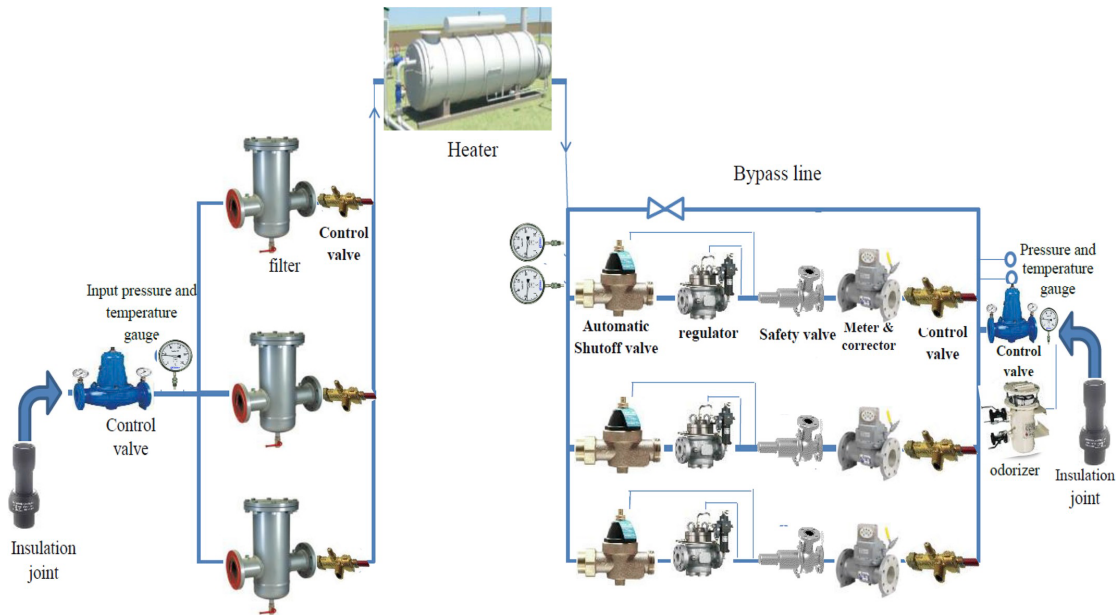 Heater
Bypass line
filter
Control
valve
Input pressure and
temperature
gauge
Control
valve
Insulation
joint
Automatic
Shutoff valve
regulator
Safety valve
Meter &
corrector
Control
valve
Pressure and
temperature
gauge
Control
valve
odorizer
Insulation
joint